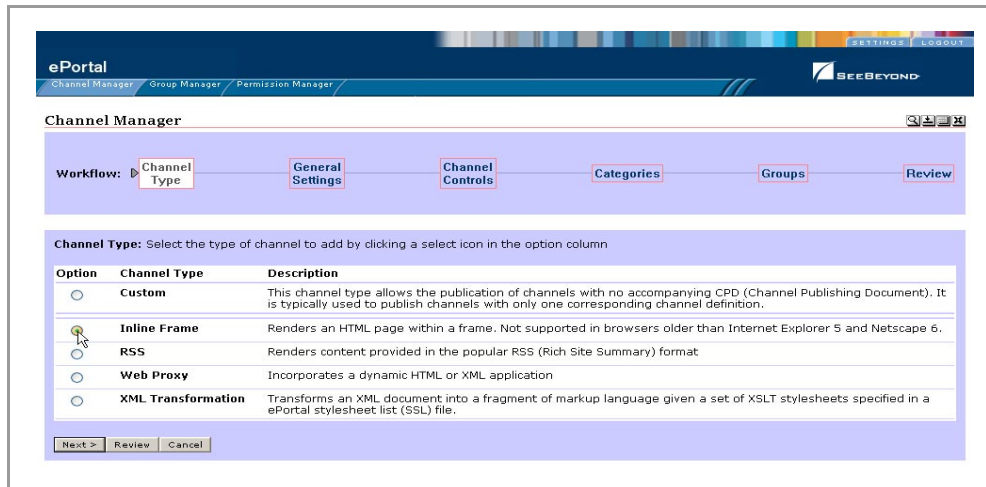 SETTINGS LOGOUT
ePortal
SEEBEYOND
Channel Manager Group Manager Permission Manager
Channel Manager
Workflow: Channel Type General Settings Channel Controls Categories Groups Review
Channel Type: Select the type of channel to add by clicking a select icon in the option column
Option Channel Type Description
Custom This channel type allows the publication of channels with no accompanying CPD (Channel Publishing Document). It
is typically used to publish channels with only one corresponding channel definition.
Inline Frame Renders an HTML page within a frame. Not supported in browsers older than Internet Explorer 5 and Netscape 6.
RSS Renders content provided in the popular RSS (Rich Site Summary) format
Web Proxy Incorporates a dynamic HTML or XML application
XML Transformation Transforms an XML document into a fragment of markup language given a set of XSLT stylesheets specified in a
ePortal stylesheet list (SSL) file.
Next > Review Cancel